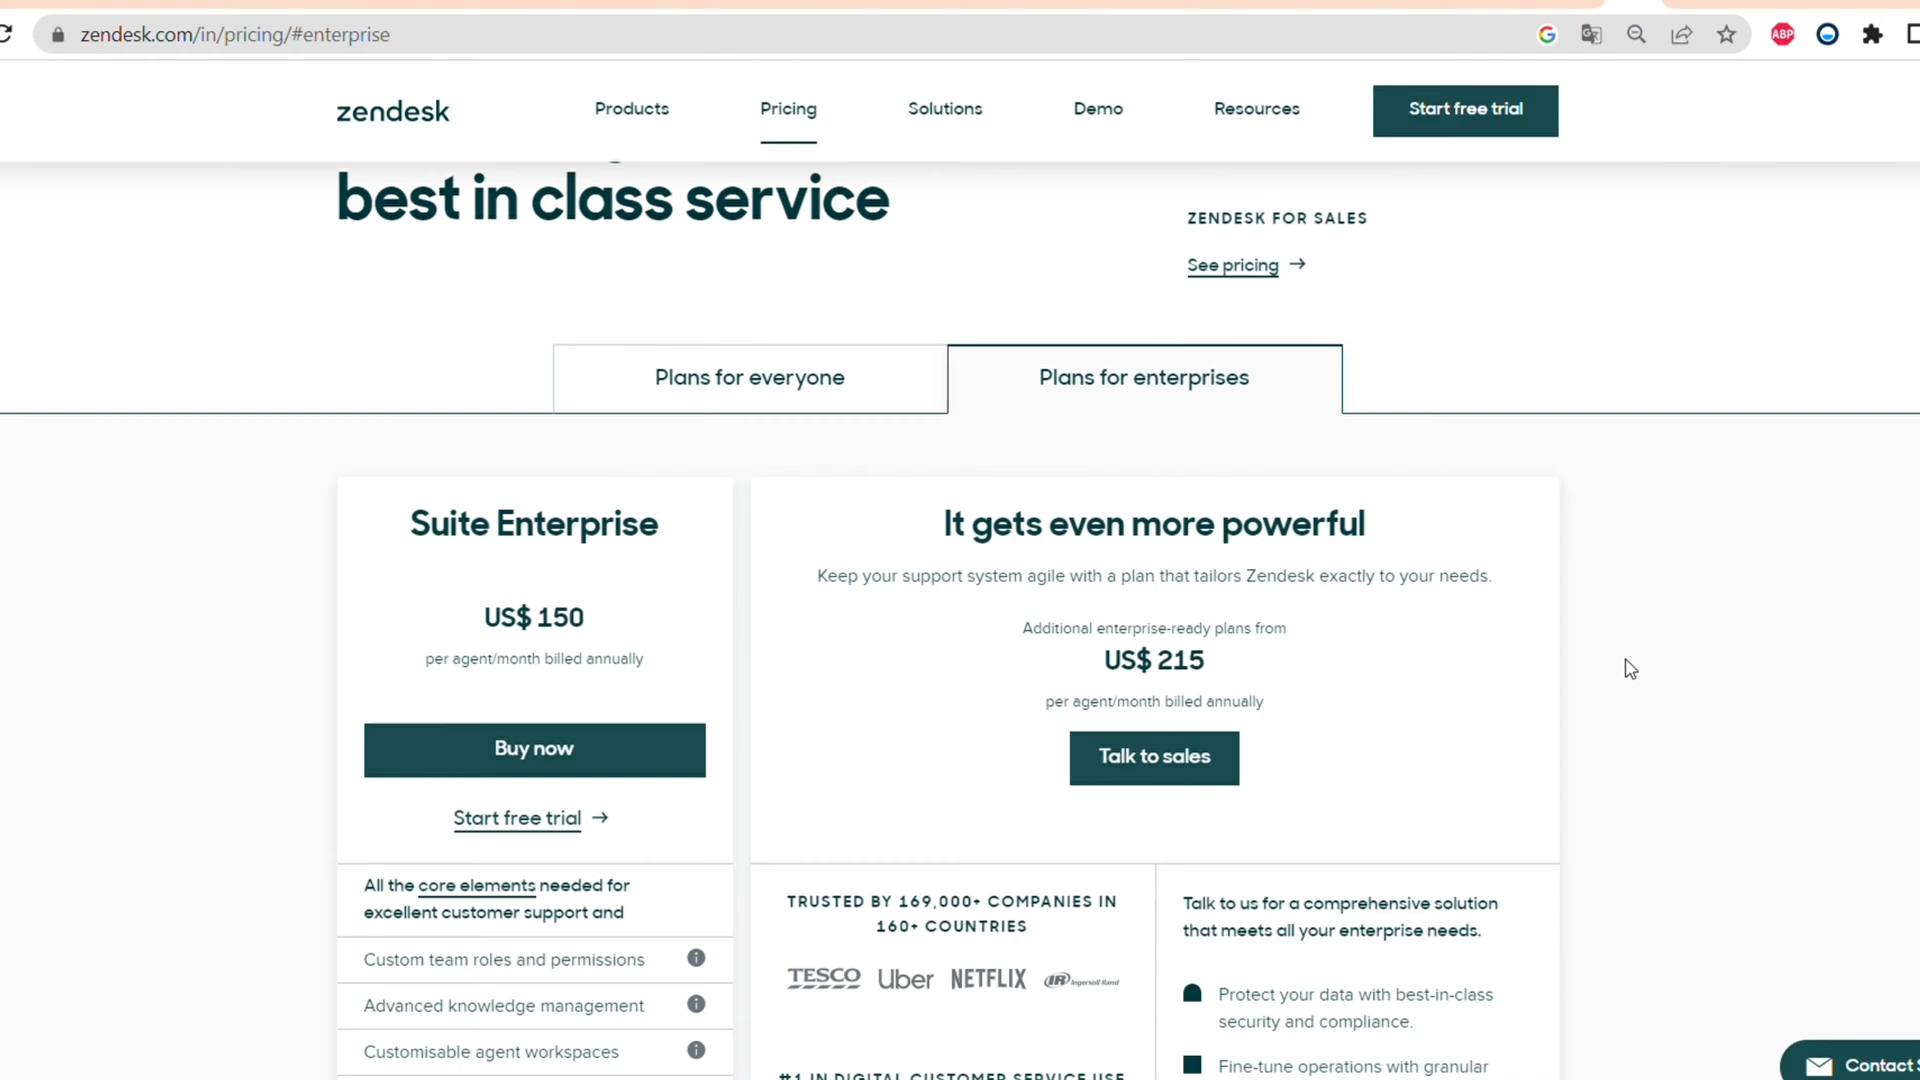 zendesk.com/in/pricing/#enterprise
ABP
zendesk
Products
Pricing
Solutions
Demo
Resources
Start free trial
best in class service
ZENDESK FOR SALES
See pricing →
Plans for everyone
Plans for enterprises
Suite Enterprise
US$ 150
per agent/month billed annually
Buy now
Start free trial →
All the core elements needed for
excellent customer support and
Custom team roles and permissions
Advanced knowledge management
Customisable agent workspaces
It gets even more powerful
Keep your support system agile with a plan that tailors Zendesk exactly to your needs.
Additional enterprise-ready plans from
US$ 215
per agent/month billed annually
Talk to sales
TRUSTED BY 169,000+ COMPANIES IN
160+ COUNTRIES
TESCO Uber NETFLIX IR Ingersoll Rand
#1 IN DIGITAL CUSTOMER SERVICE USE
Talk to us for a comprehensive solution
that meets all your enterprise needs.
Protect your data with best-in-class
security and compliance.
Fine-tune operations with granular
Contact